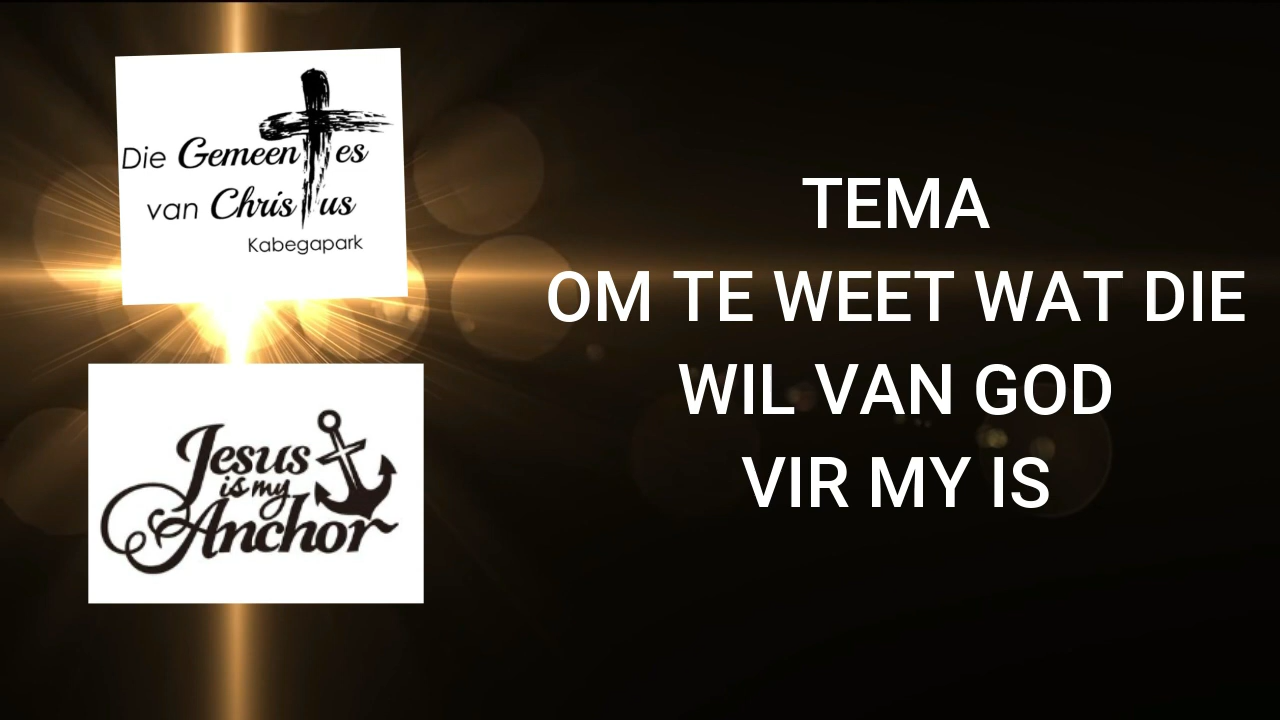 Die Gemeentes
van Christus
Kabegapark
Jesus
is my
Anchor
TEMA
OM TE WEET WAT DIE
WIL VAN GOD
VIR MY IS